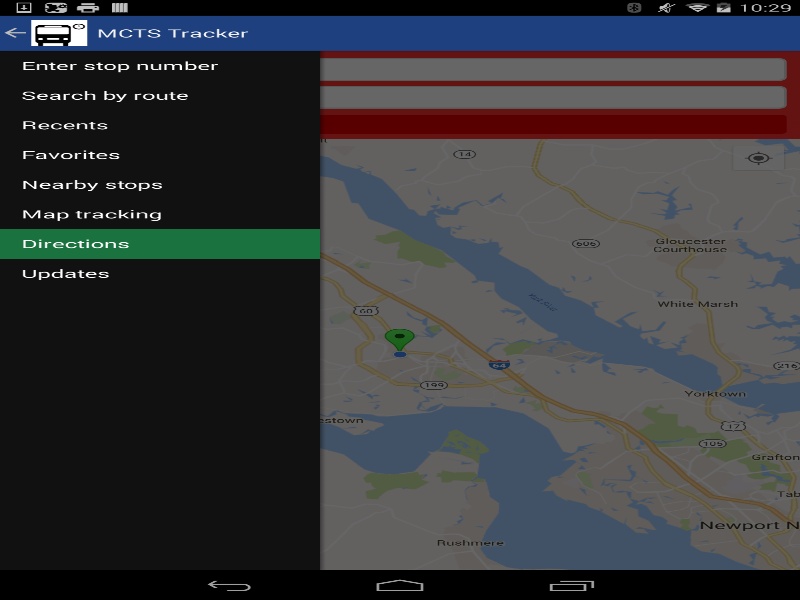 10:29
MCTS Tracker
Enter stop number
Search by route
Recents
Favorites
Nearby stops
Map tracking
Directions
Updates
14
606
Gloucester
Courthouse
White Marsh
60
64
199
216
Yorktown
estown
17
105
Grafton
Tab
Newport N
Rushmere